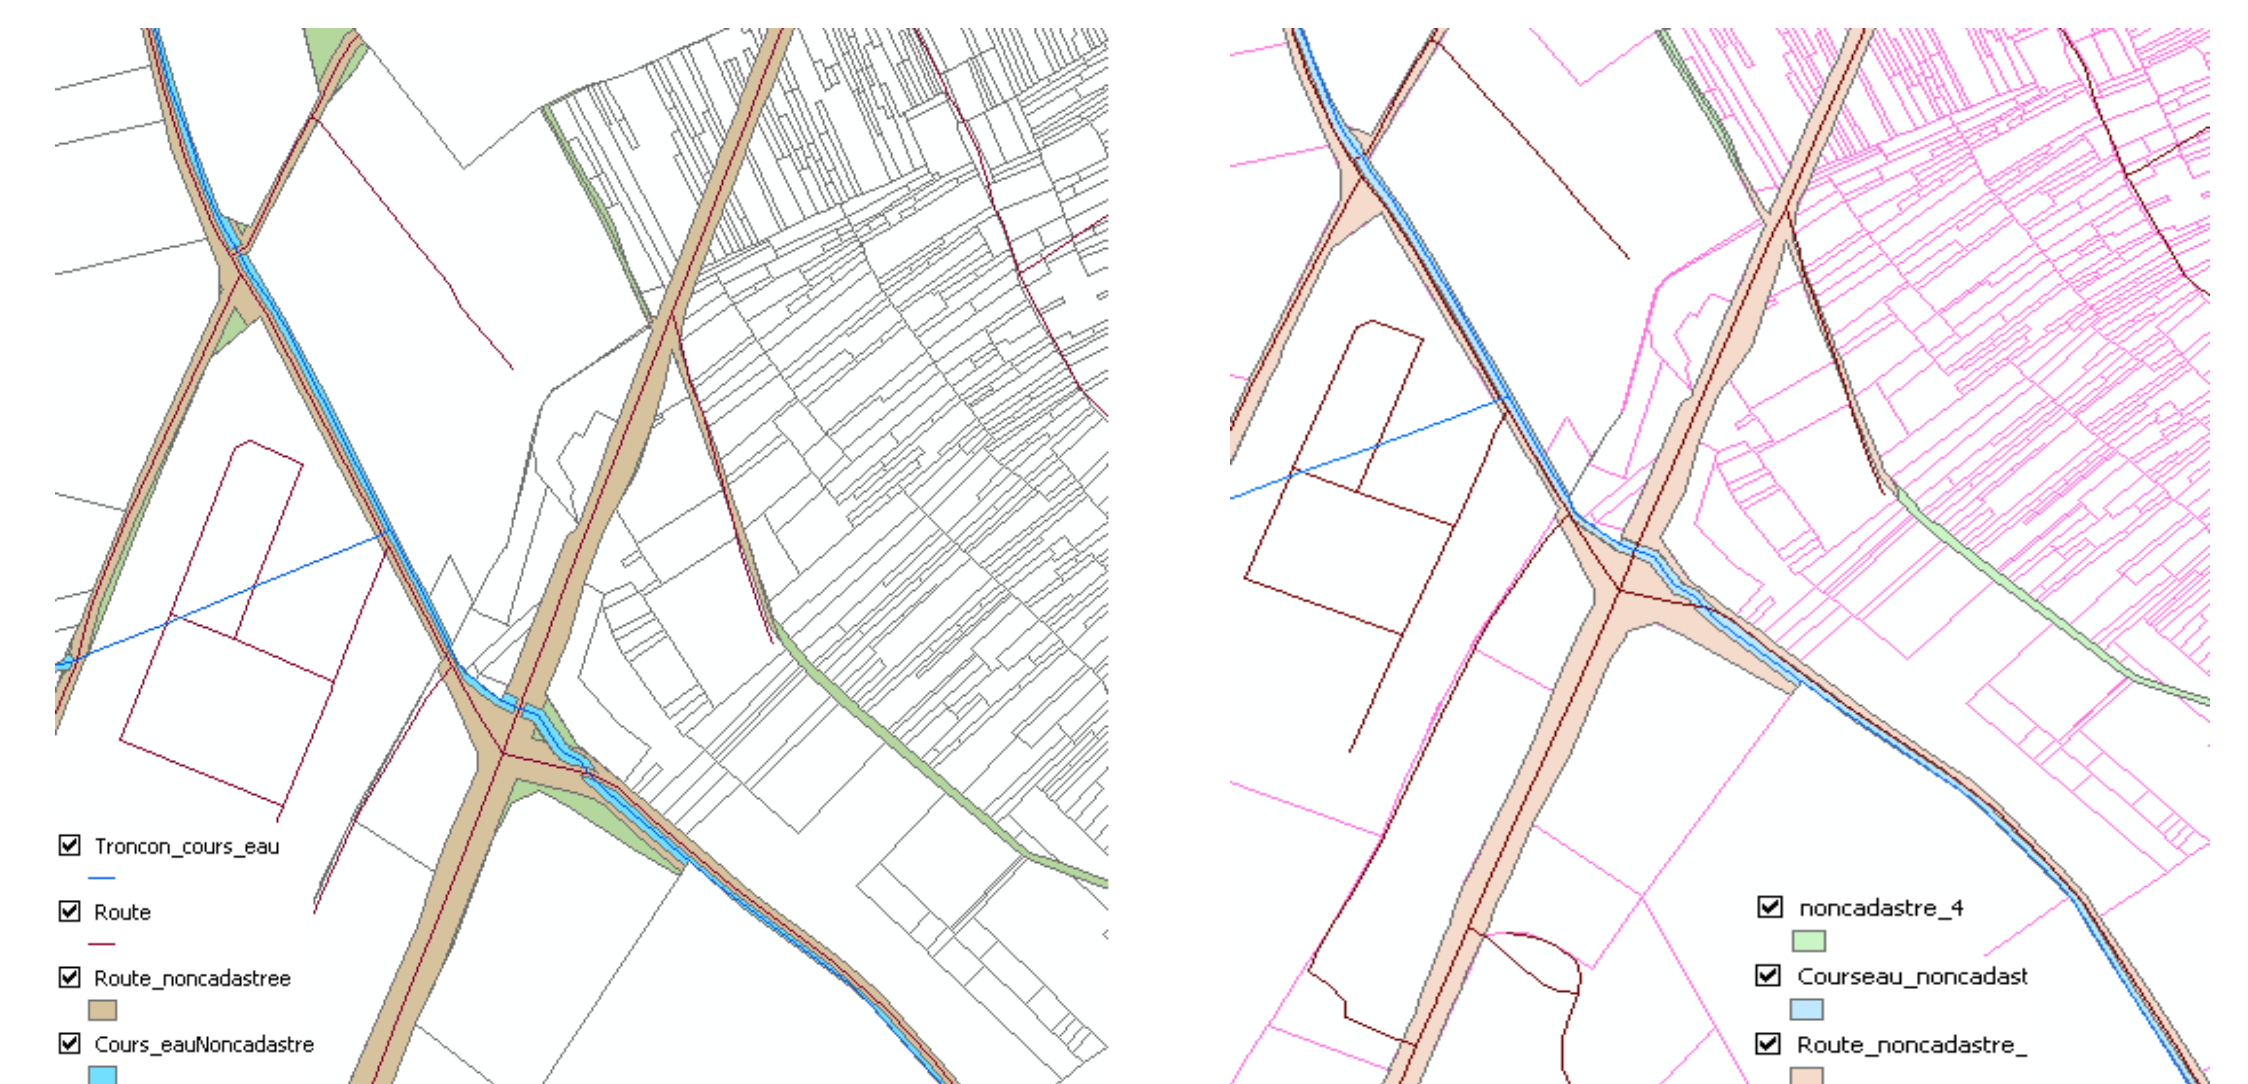 Troncon_cours_eau
Route
Route_noncadastree
Cours_eauNoncadastre
noncadastre_4
Courseau_noncadast
Route_noncadastre_